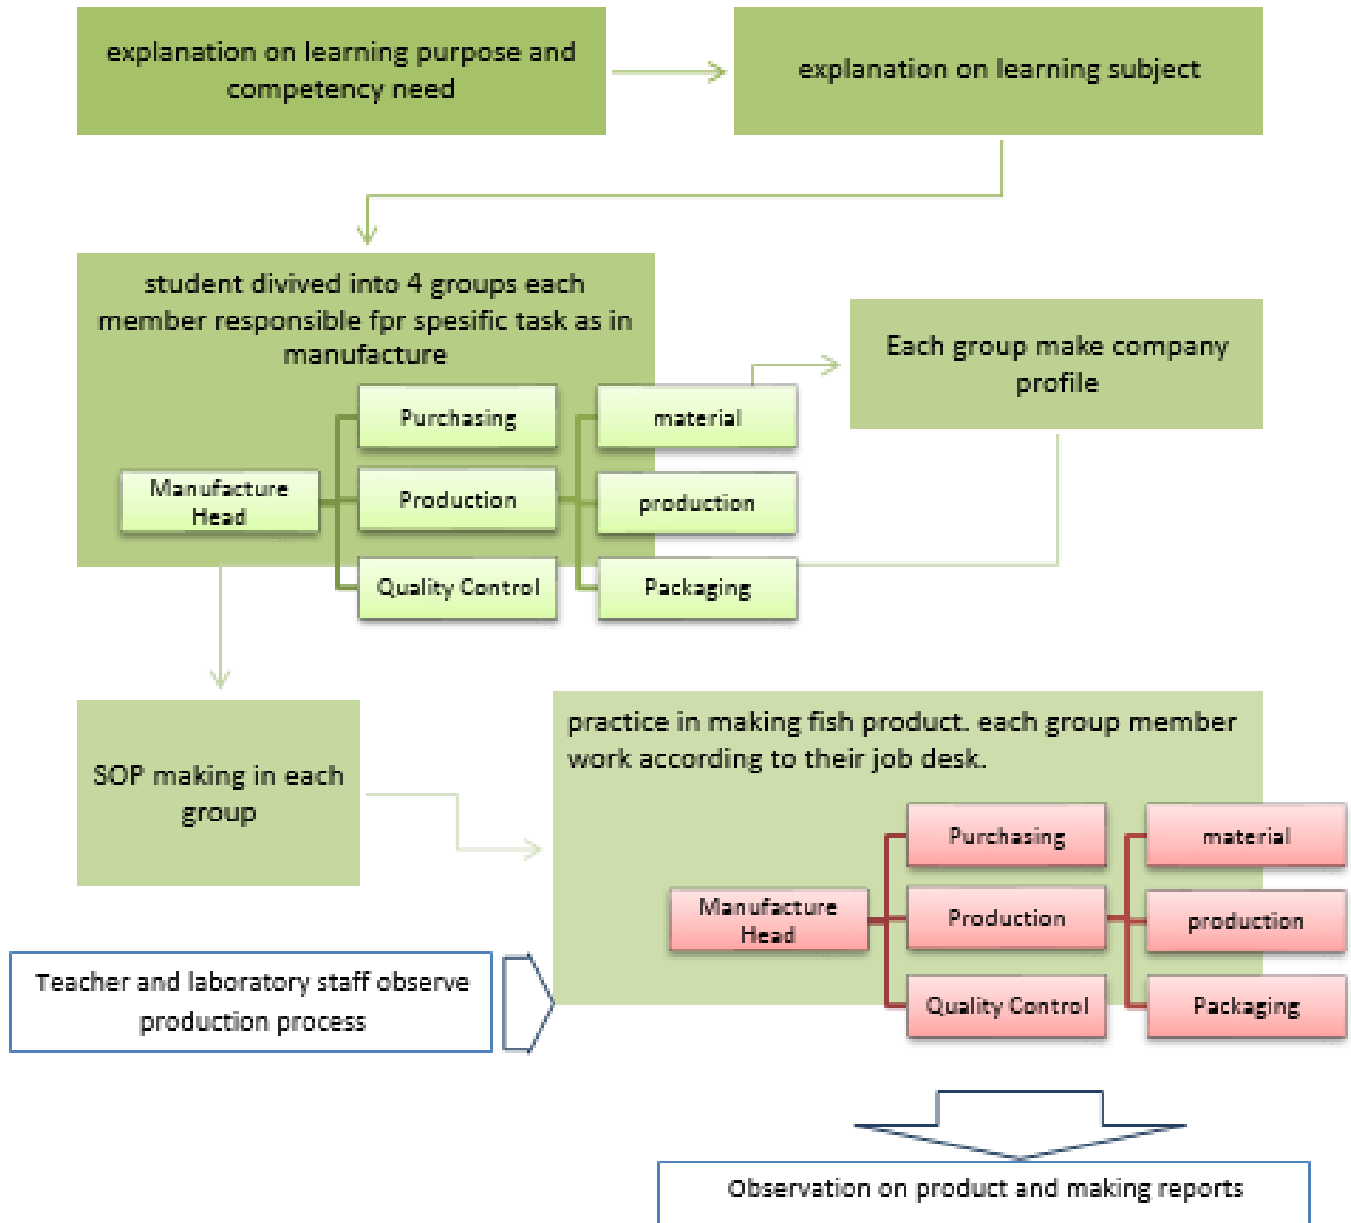 explanation on learning purpose and
competency need
explanation on learning subject
student divived into 4 groups each
member responsible fpr spesific task as in
manufacture
Each group make company
profile
Purchasing
material
Manufacture
Head
Production
production
Quality Control
Packaging
SOP making in each
group
practice in making fish product. each group member
work according to their job desk.
Purchasing
material
Manufacture
Head
Production
production
Quality Control
Packaging
Teacher and laboratory staff observe
production process
Observation on product and making reports